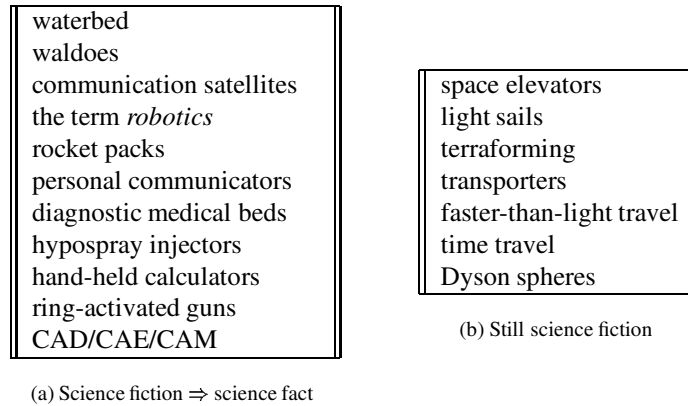 waterbed
waldoes
communication satellites
the term robotics
rocket packs
personal communicators
diagnostic medical beds
hypospray injectors
hand-held calculators
ring-activated guns
CAD/CAE/CAM
(a) Science fiction ⇒ science fact
space elevators
light sails
terraforming
transporters
faster-than-light travel
time travel
Dyson spheres
(b) Still science fiction